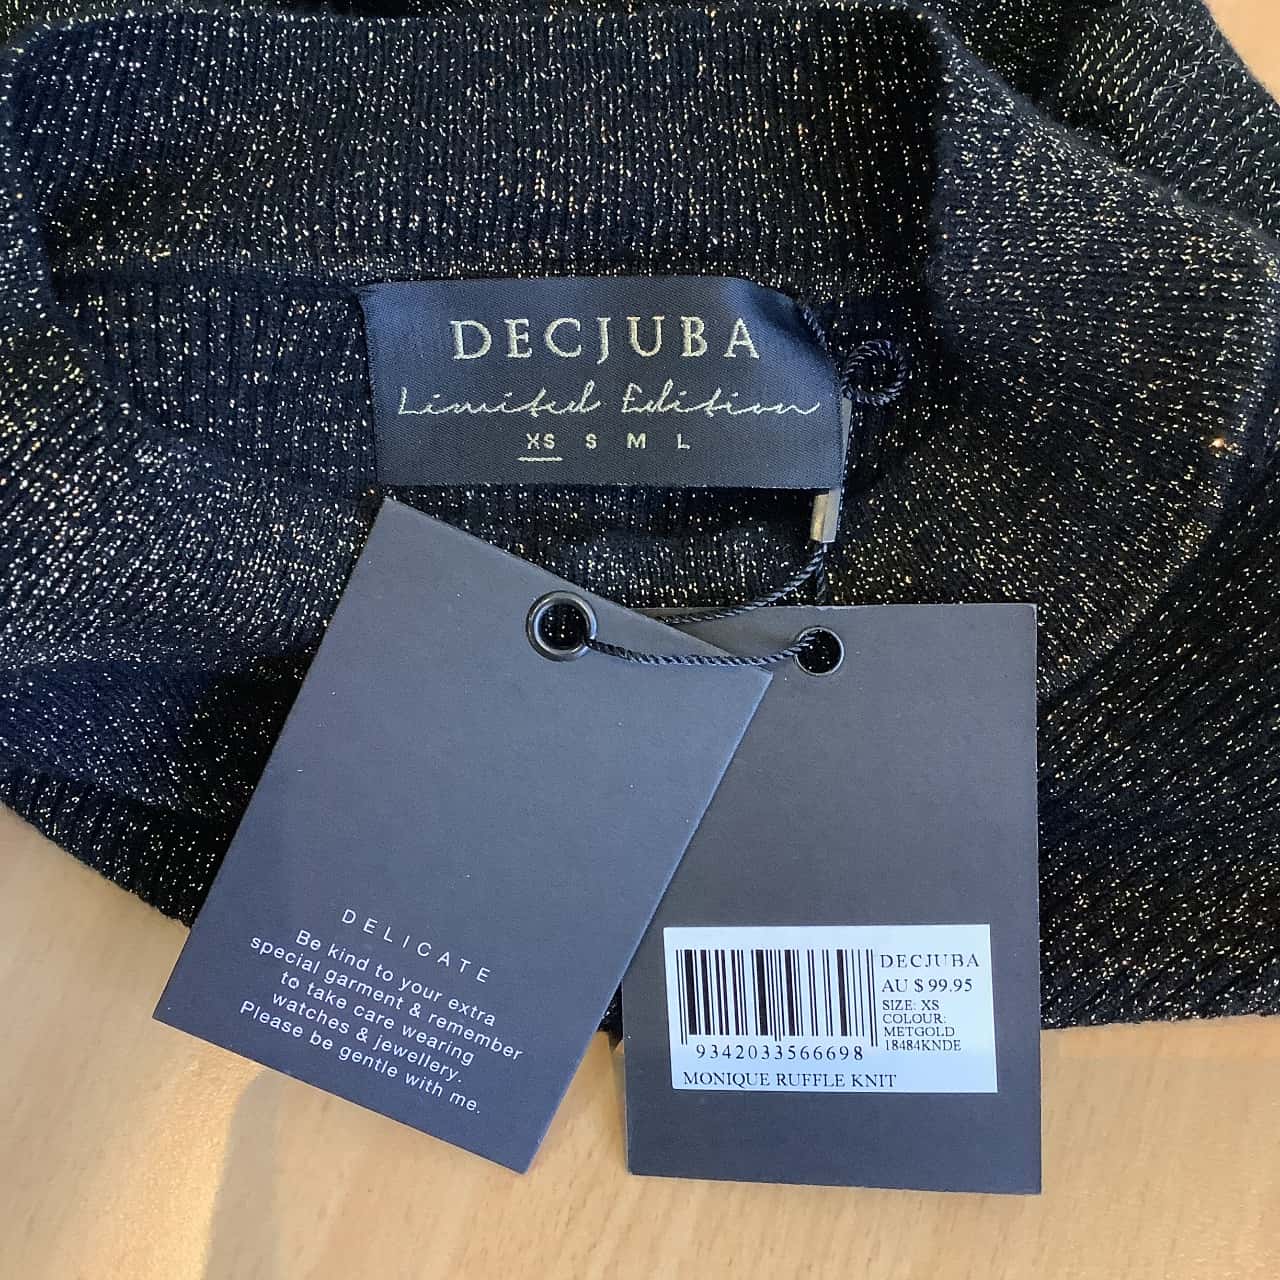 DECJUBA
Limited Edition
XS S M L
DELICATE
Be kind to your extra
special garment & remember
to take care wearing
watches & jewellery.
Please be gentle with me.
DECJUBA
AU $ 99.95
SIZE: XS
COLOUR:
METGOLD
18484KNDE
9342033566698
MONIQUE RUFFLE KNIT